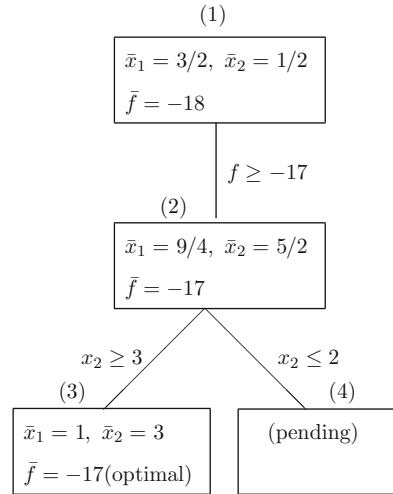 (1)
x̄₁ = 3/2, x̄₂ = 1/2
f̄ = −18
f ≥ −17
(2)
x̄₁ = 9/4, x̄₂ = 5/2
f̄ = −17
x₂ ≥ 3
x₂ ≤ 2
(3)
(4)
x̄₁ = 1, x̄₂ = 3
f̄ = −17(optimal)
(pending)